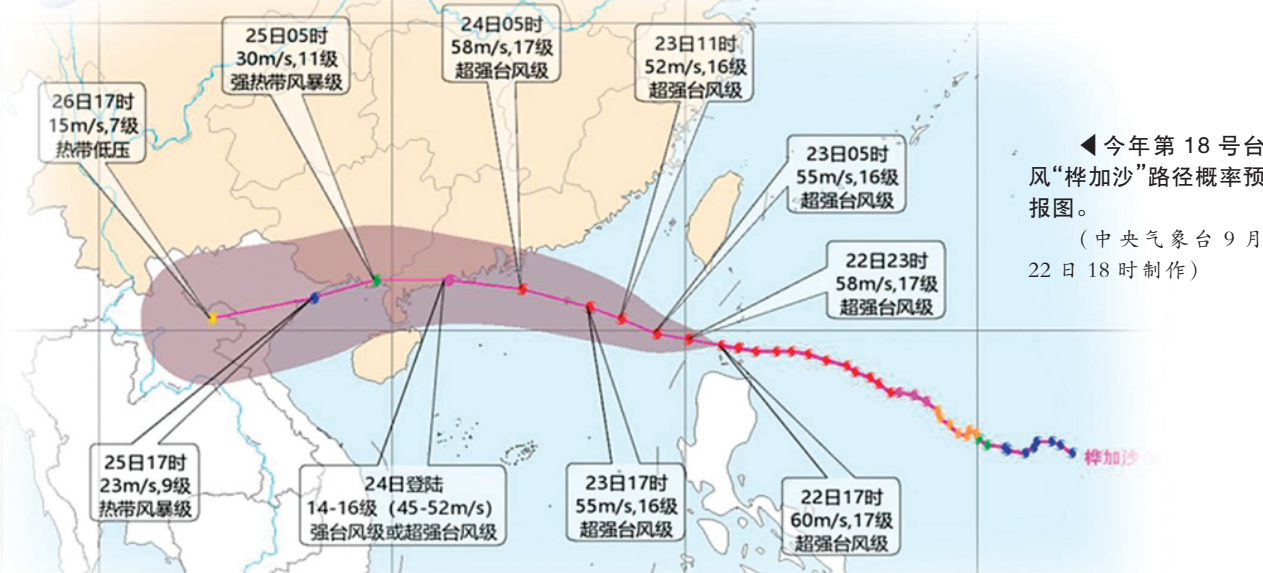 24日05时
58m/s,17级
超强台风级
25日05时
30m/s,11级
强热带风暴级
23日11时
52m/s,16级
超强台风级
26日17时
15m/s,7级
热带低压
23日05时
55m/s,16级
超强台风级
◀今年第 18 号台
风“桦加沙”路径概率预
报图。
(中央气象台 9 月
22 日 18 时制作)
22日23时
58m/s,17级
超强台风级
桦加沙
25日17时
23m/s,9级
热带风暴级
24日登陆
14-16级（45-52m/s）
强台风级或超强台风级
23日17时
55m/s,16级
超强台风级
22日17时
60m/s,17级
超强台风级